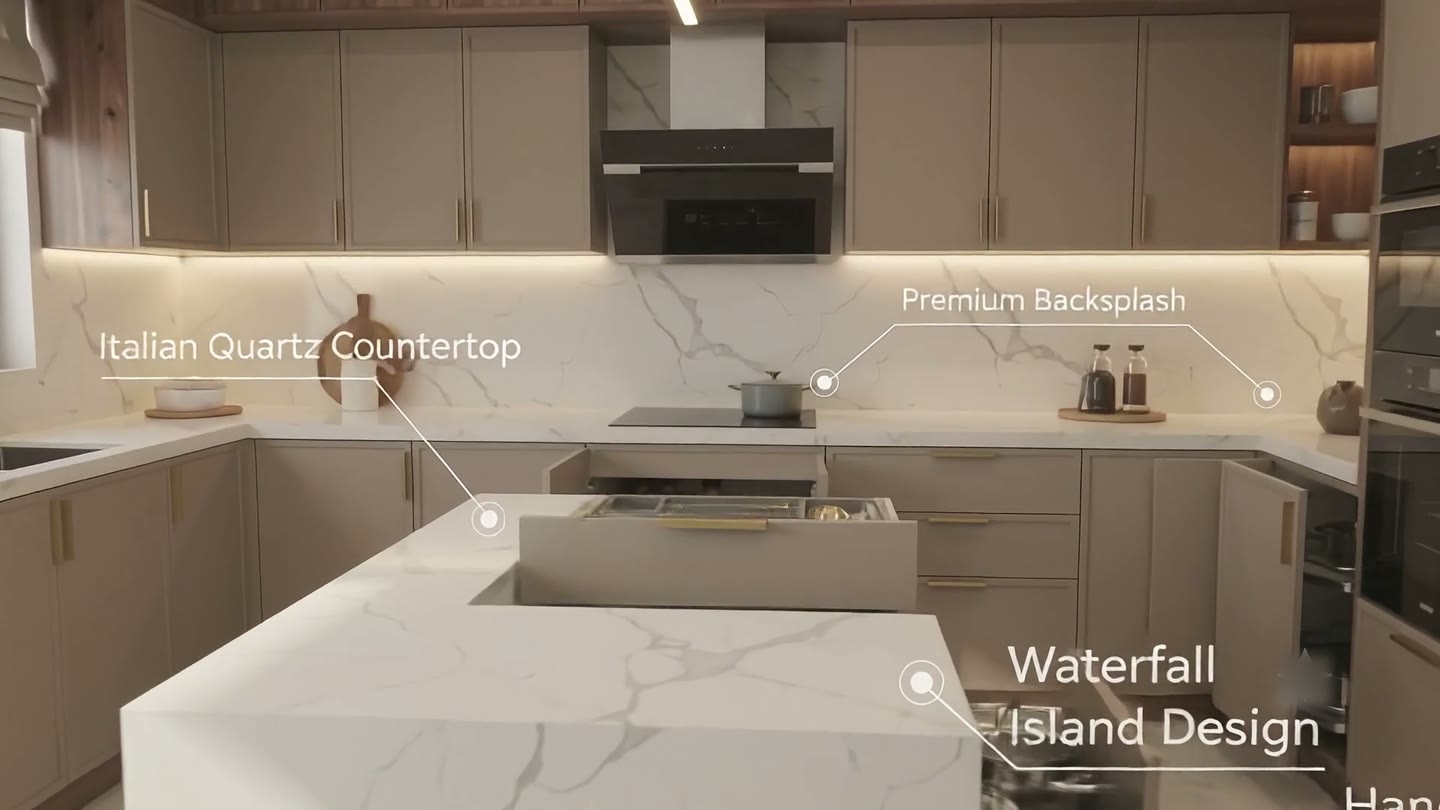 Premium Backsplash
Italian Quartz Countertop
Waterfall
Island Design